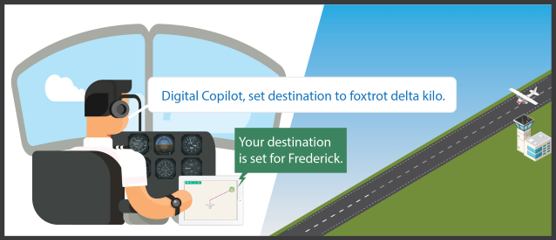 Digital Copilot, set destination to foxtrot delta kilo.
Your destination
is set for Frederick.